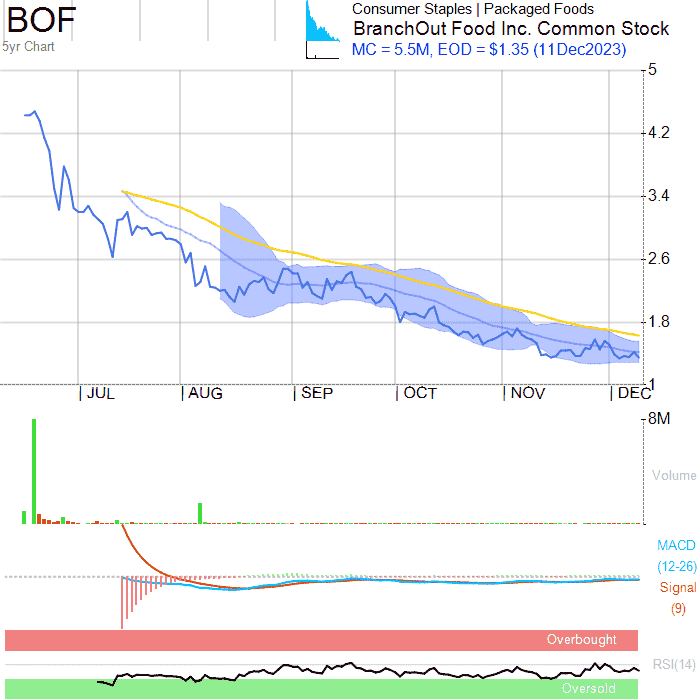 BOF
5yr Chart
Consumer Staples | Packaged Foods
BranchOut Food Inc. Common Stock
MC = 5.5M, EOD = $1.35 (11Dec2023)
5
4.2
3.4
2.6
1.8
1
| JUL | AUG | SEP | OCT | NOV | DEC
8M
Volume
MACD
(12-26)
Signal
(9)
Overbought
RSI(14)
Oversold